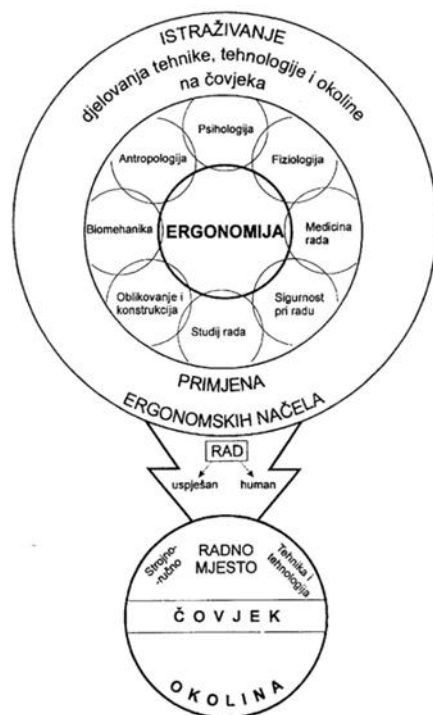 ISTRAŽIVANJE
djelovanja tehnike, tehnologije i okoline
na čovjeka
Psihologija
Antropologija
Fiziologija
Biomehanika
ERGONOMIJA
Medicina
rada
Oblikovanje i
konstrukcija
Sigurnost
pri radu
Studij rada
PRIMJENA
ERGONOMSKIH NAČELA
RAD
uspješan
human
Strojno-
-ručno
RADNO
MJESTO
Tehnika i
tehnologija
ČOVJEK
OKOLINA